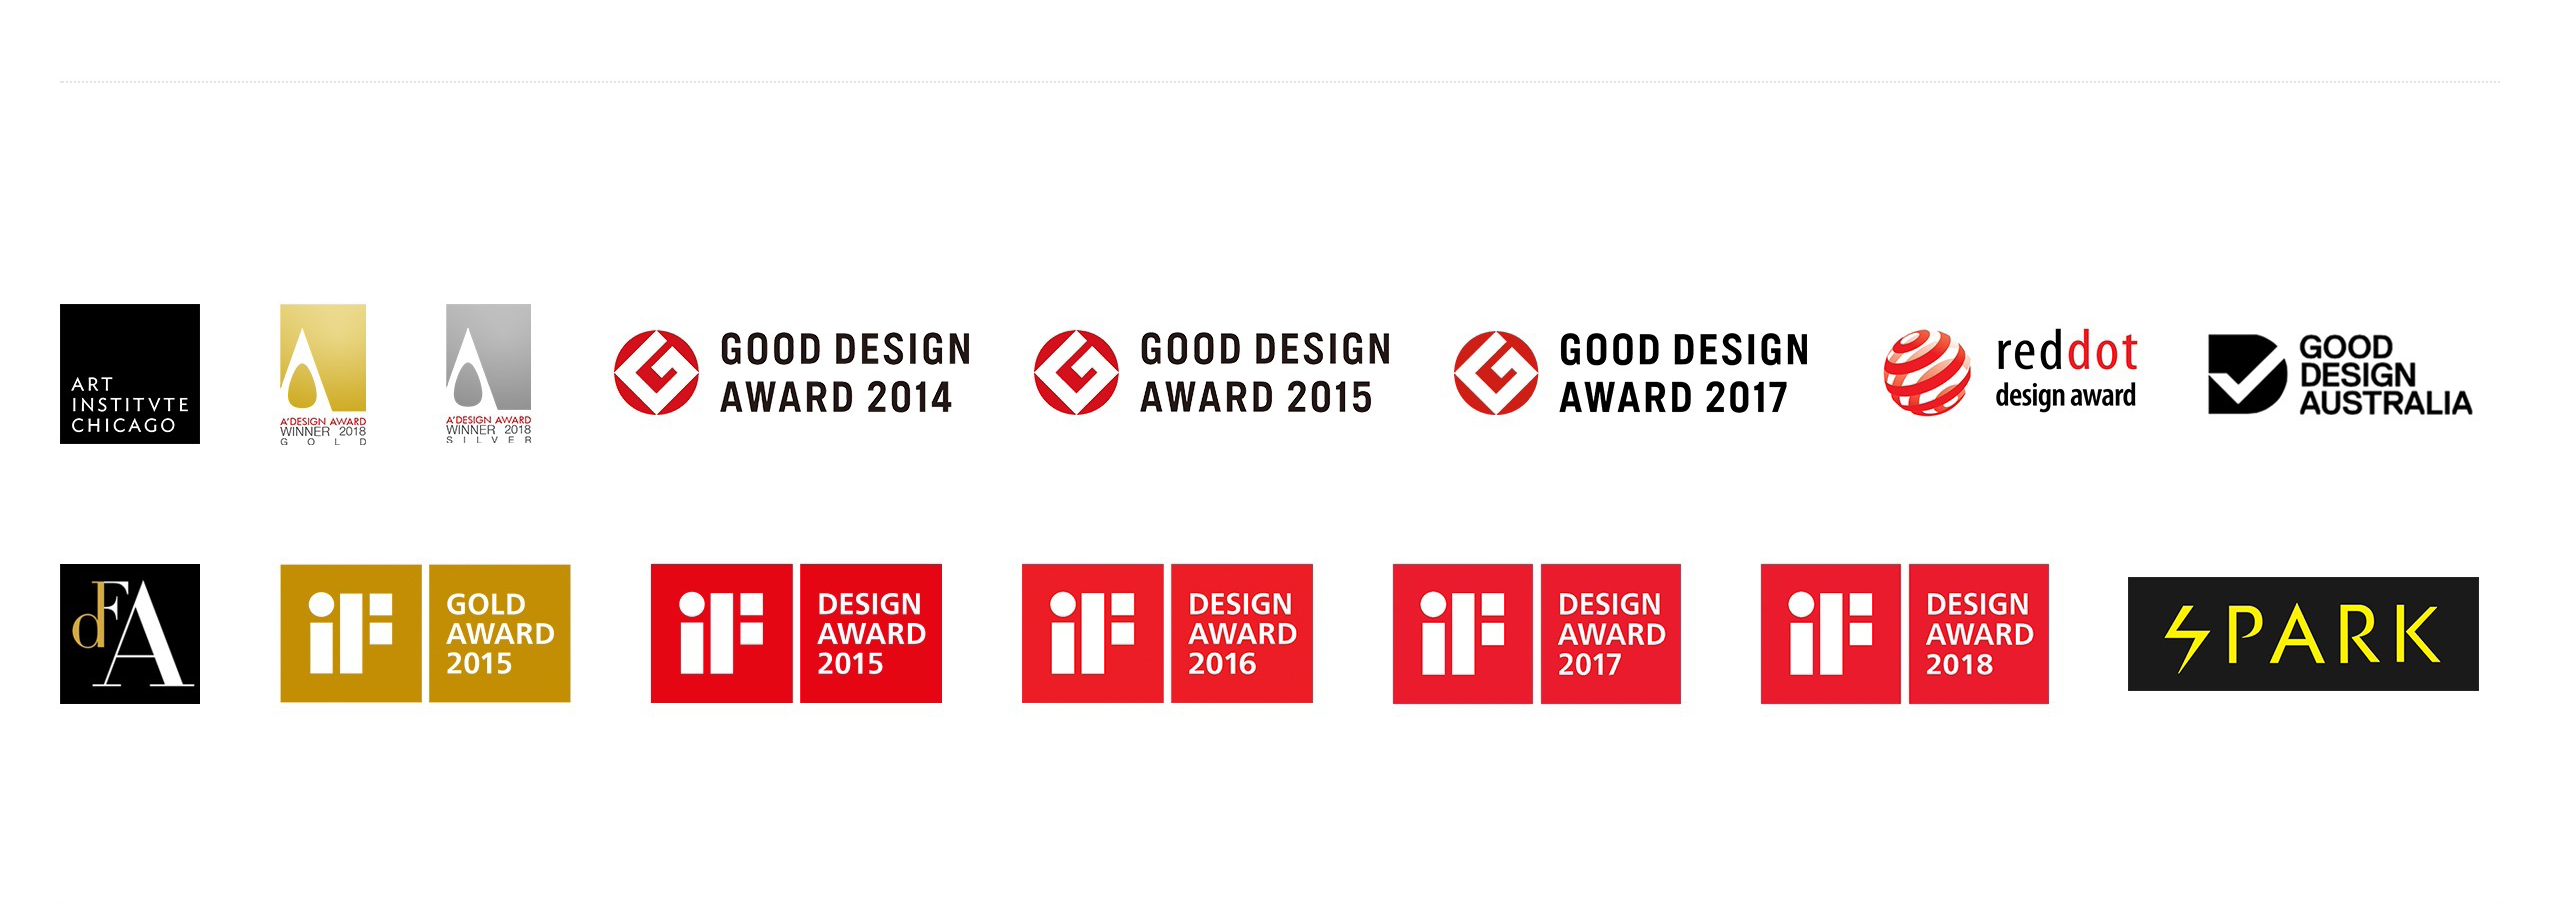 ART
INSTITVTE
CHICAGO
A'DESIGN AWARD
WINNER 2018
GOLD
A'DESIGN AWARD
WINNER 2018
SILVER
GOOD DESIGN
AWARD 2014
GOOD DESIGN
AWARD 2015
GOOD DESIGN
AWARD 2017
reddot
design award
GOOD
DESIGN
AUSTRALIA
dFA
iF
GOLD
AWARD
2015
iF
DESIGN
AWARD
2015
iF
DESIGN
AWARD
2016
iF
DESIGN
AWARD
2017
iF
DESIGN
AWARD
2018
SPARK